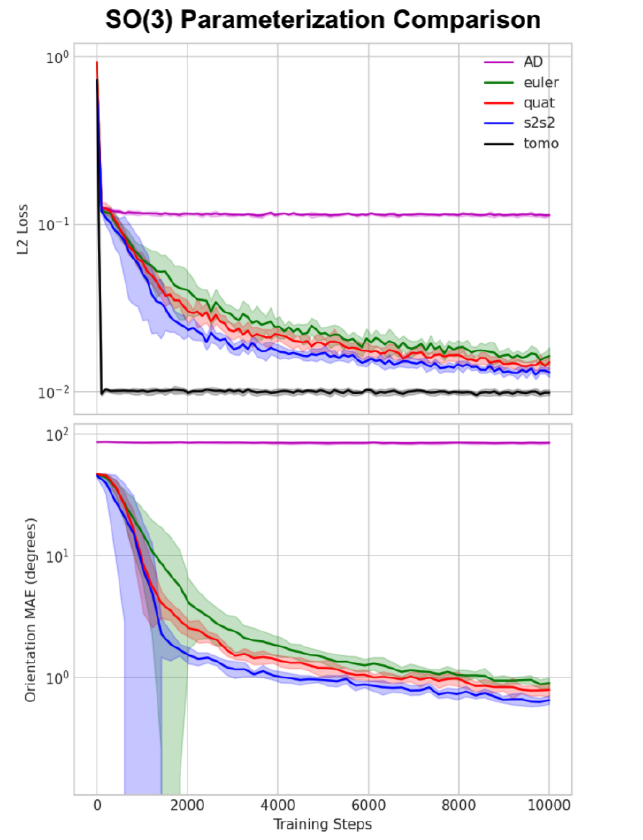 SO(3) Parameterization Comparison
10⁰
AD
euler
quat
s2s2
tomo
L2 Loss
10⁻¹
10⁻²
10²
Orientation MAE (degrees)
10¹
10⁰
0 2000 4000 6000 8000 10000
Training Steps